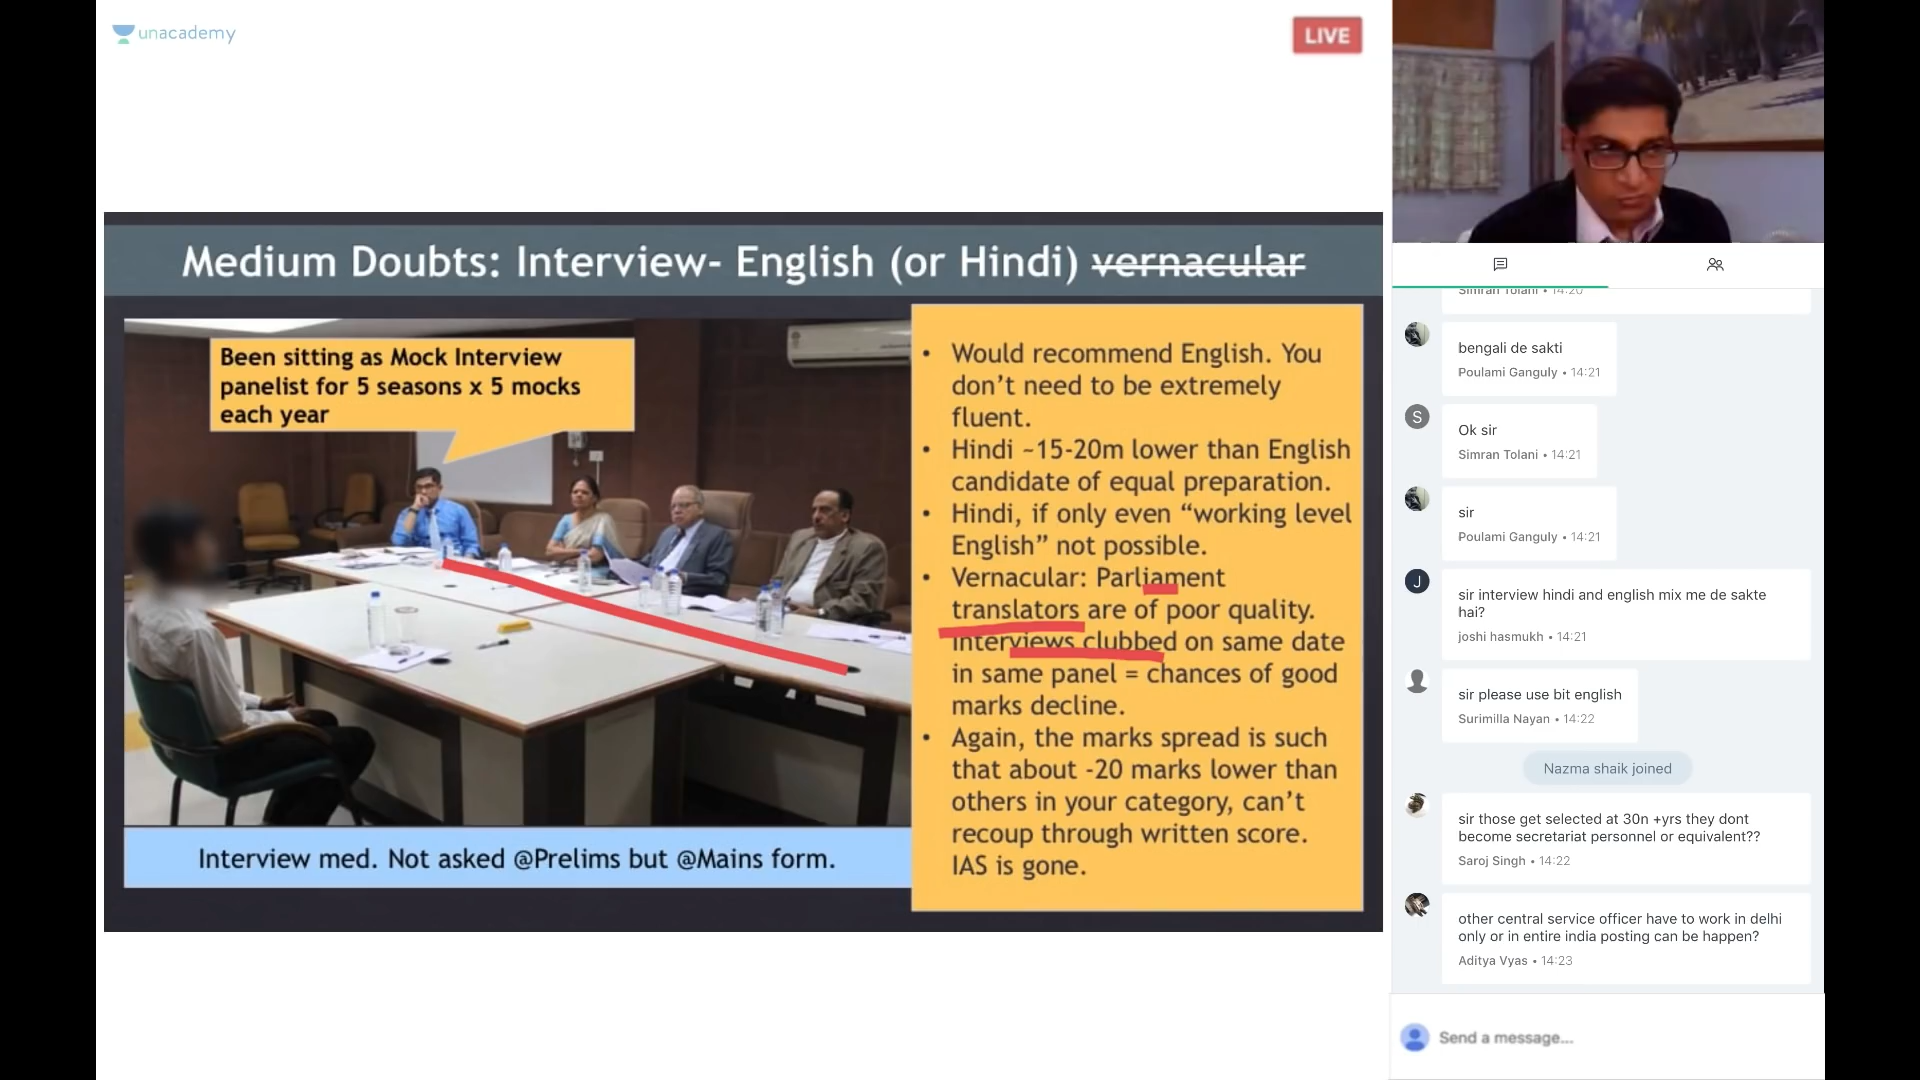 unacademy
LIVE
Medium Doubts: Interview- English (or Hindi) vernacular
Been sitting as Mock Interview
panelist for 5 seasons x 5 mocks
each year
Interview med. Not asked @Prelims but @Mains form.
• Would recommend English. You
don’t need to be extremely
fluent.
• Hindi ~15-20m lower than English
candidate of equal preparation.
• Hindi, if only even “working level
English” not possible.
• Vernacular: Parliament
translators are of poor quality.
Interviews clubbed on same date
in same panel = chances of good
marks decline.
• Again, the marks spread is such
that about -20 marks lower than
others in your category, can’t
recoup through written score.
IAS is gone.
Simran Tolani • 14:20
bengali de sakti
Poulami Ganguly • 14:21
S
Ok sir
Simran Tolani • 14:21
sir
Poulami Ganguly • 14:21
J
sir interview hindi and english mix me de sakte
hai?
joshi hasmukh • 14:21
sir please use bit english
Surimilla Nayan • 14:22
Nazma shaik joined
sir those get selected at 30n +yrs they dont
become secretariat personnel or equivalent??
Saroj Singh • 14:22
other central service officer have to work in delhi
only or in entire india posting can be happen?
Aditya Vyas • 14:23
Send a message...